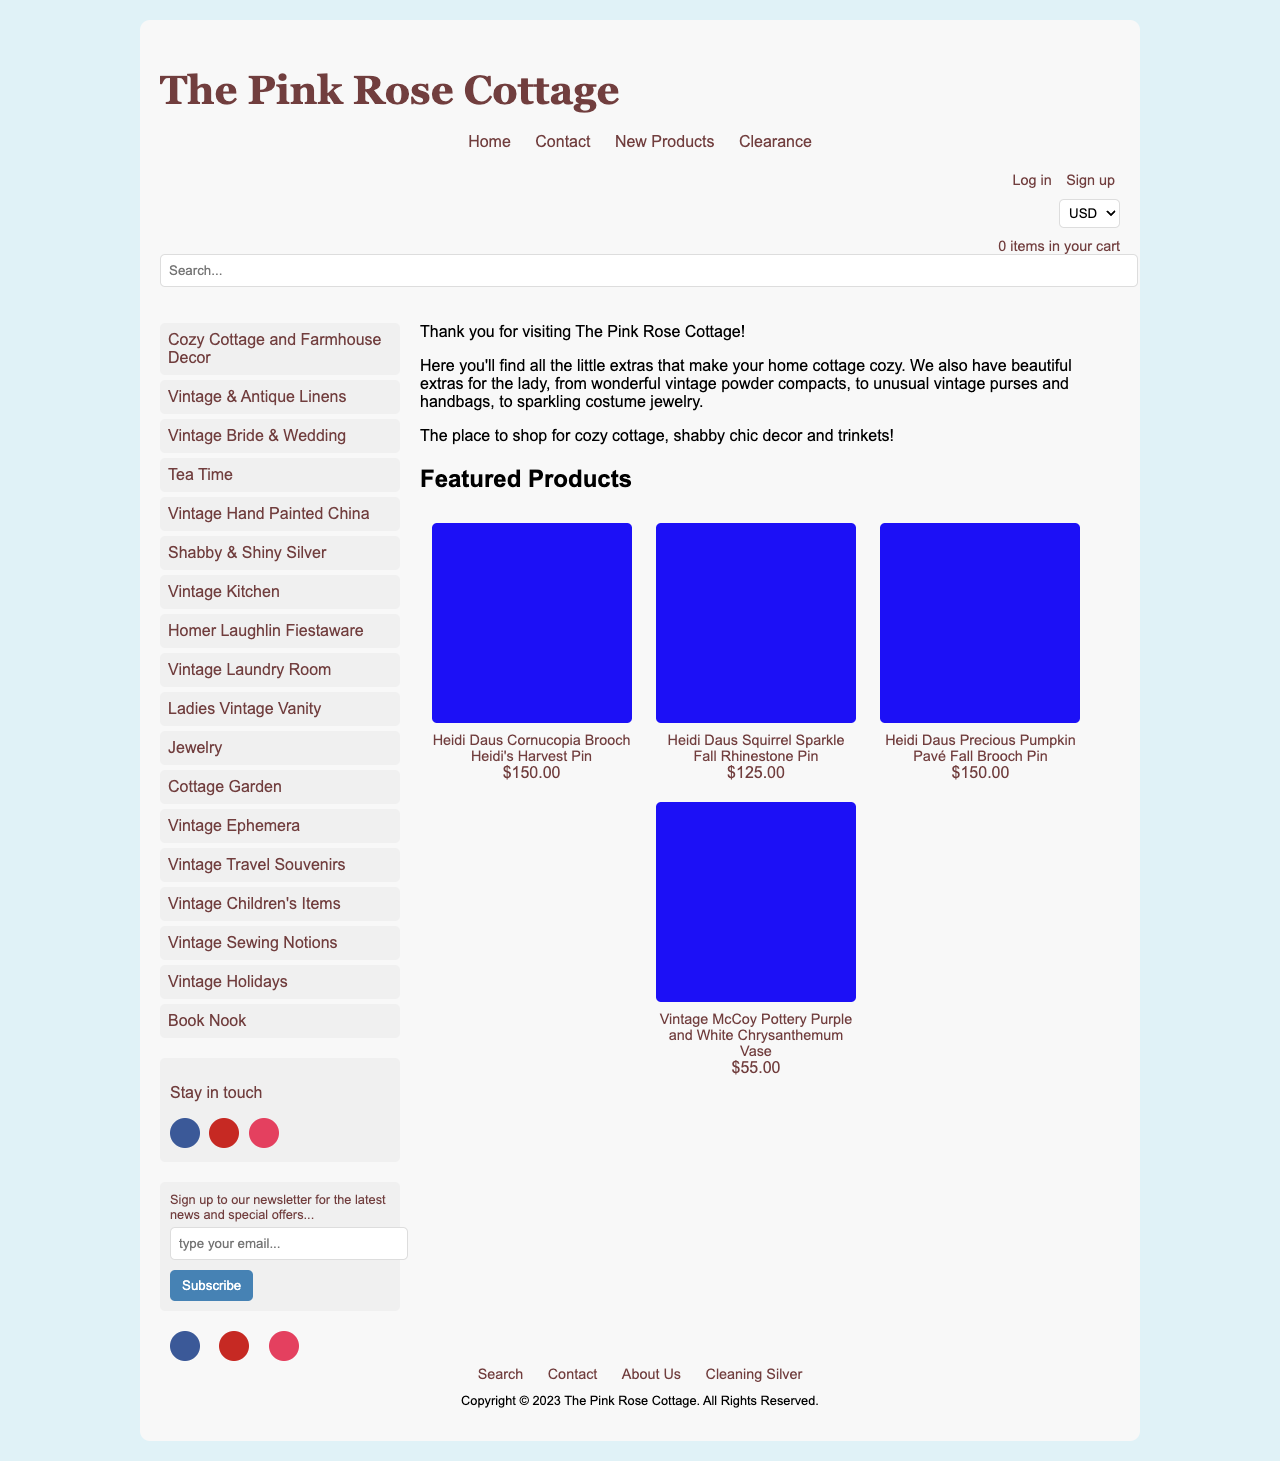 The Pink Rose Cottage
Home Contact New Products Clearance
Log in Sign up
USD
0 items in your cart
Search...
Cozy Cottage and Farmhouse
Decor
Vintage & Antique Linens
Vintage Bride & Wedding
Tea Time
Vintage Hand Painted China
Shabby & Shiny Silver
Vintage Kitchen
Homer Laughlin Fiestaware
Vintage Laundry Room
Ladies Vintage Vanity
Jewelry
Cottage Garden
Vintage Ephemera
Vintage Travel Souvenirs
Vintage Children's Items
Vintage Sewing Notions
Vintage Holidays
Book Nook
Stay in touch
Sign up to our newsletter for the latest
news and special offers...
type your email...
Subscribe
Thank you for visiting The Pink Rose Cottage!
Here you'll find all the little extras that make your home cottage cozy. We also have beautiful
extras for the lady, from wonderful vintage powder compacts, to unusual vintage purses and
handbags, to sparkling costume jewelry.
The place to shop for cozy cottage, shabby chic decor and trinkets!
Featured Products
Heidi Daus Cornucopia Brooch
Heidi's Harvest Pin
$150.00
Heidi Daus Squirrel Sparkle
Fall Rhinestone Pin
$125.00
Heidi Daus Precious Pumpkin
Pavé Fall Brooch Pin
$150.00
Vintage McCoy Pottery Purple
and White Chrysanthemum
Vase
$55.00
Search Contact About Us Cleaning Silver
Copyright © 2023 The Pink Rose Cottage. All Rights Reserved.